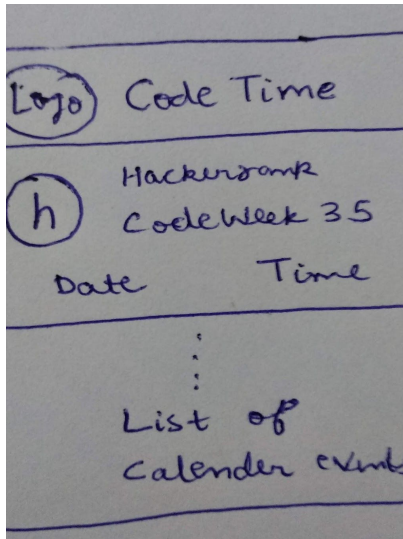 Logo Code Time
Hackerrank
h
CodeWeek 35
Date Time
List of
Calender events